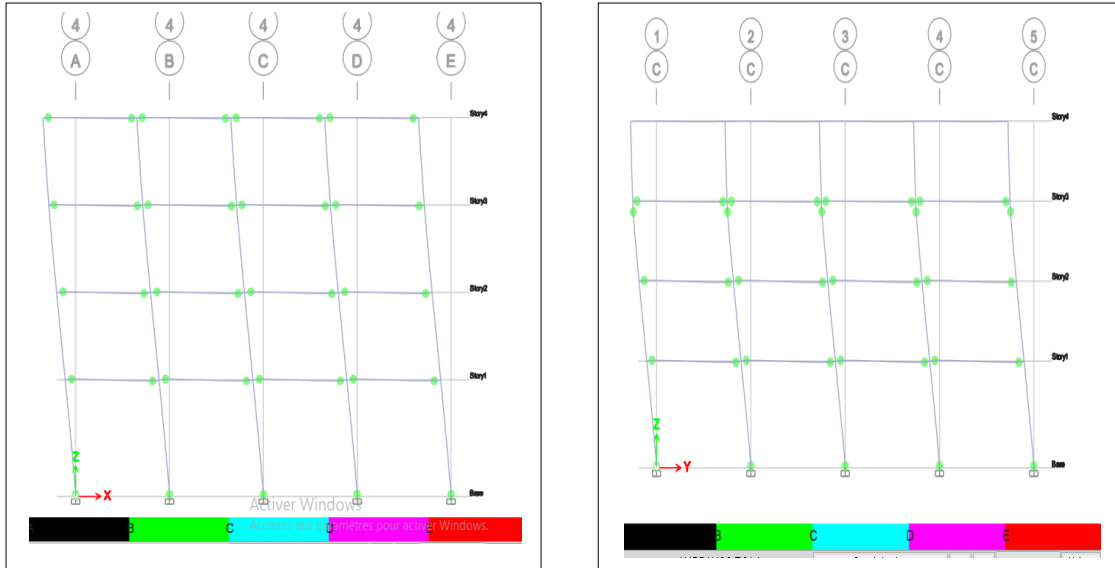 4 4 4 4 4
A B C D E
Story4
Story3
Story2
Story1
Z
X
Base
Activer Windows
Accédez aux paramètres pour activer Windows.
A B C D E
1 2 3 4 5
C C C C C
Story4
Story3
Story2
Story1
Z
Y
Base
B C D E